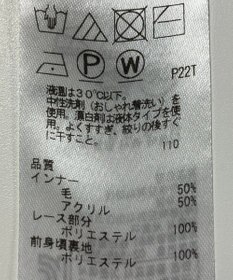 P
W
P22T
液温は30℃以下、
中性洗剤(おしゃれ着洗い)を
使用。漂白剤は液体タイプを使
用。よくすすぎ、絞りの後すぐ
に干すこと。
110
品質
インナー
毛 50%
アクリル 50%
レース部分
ポリエステル 100%
前身頃裏地
ポリエステル 100%